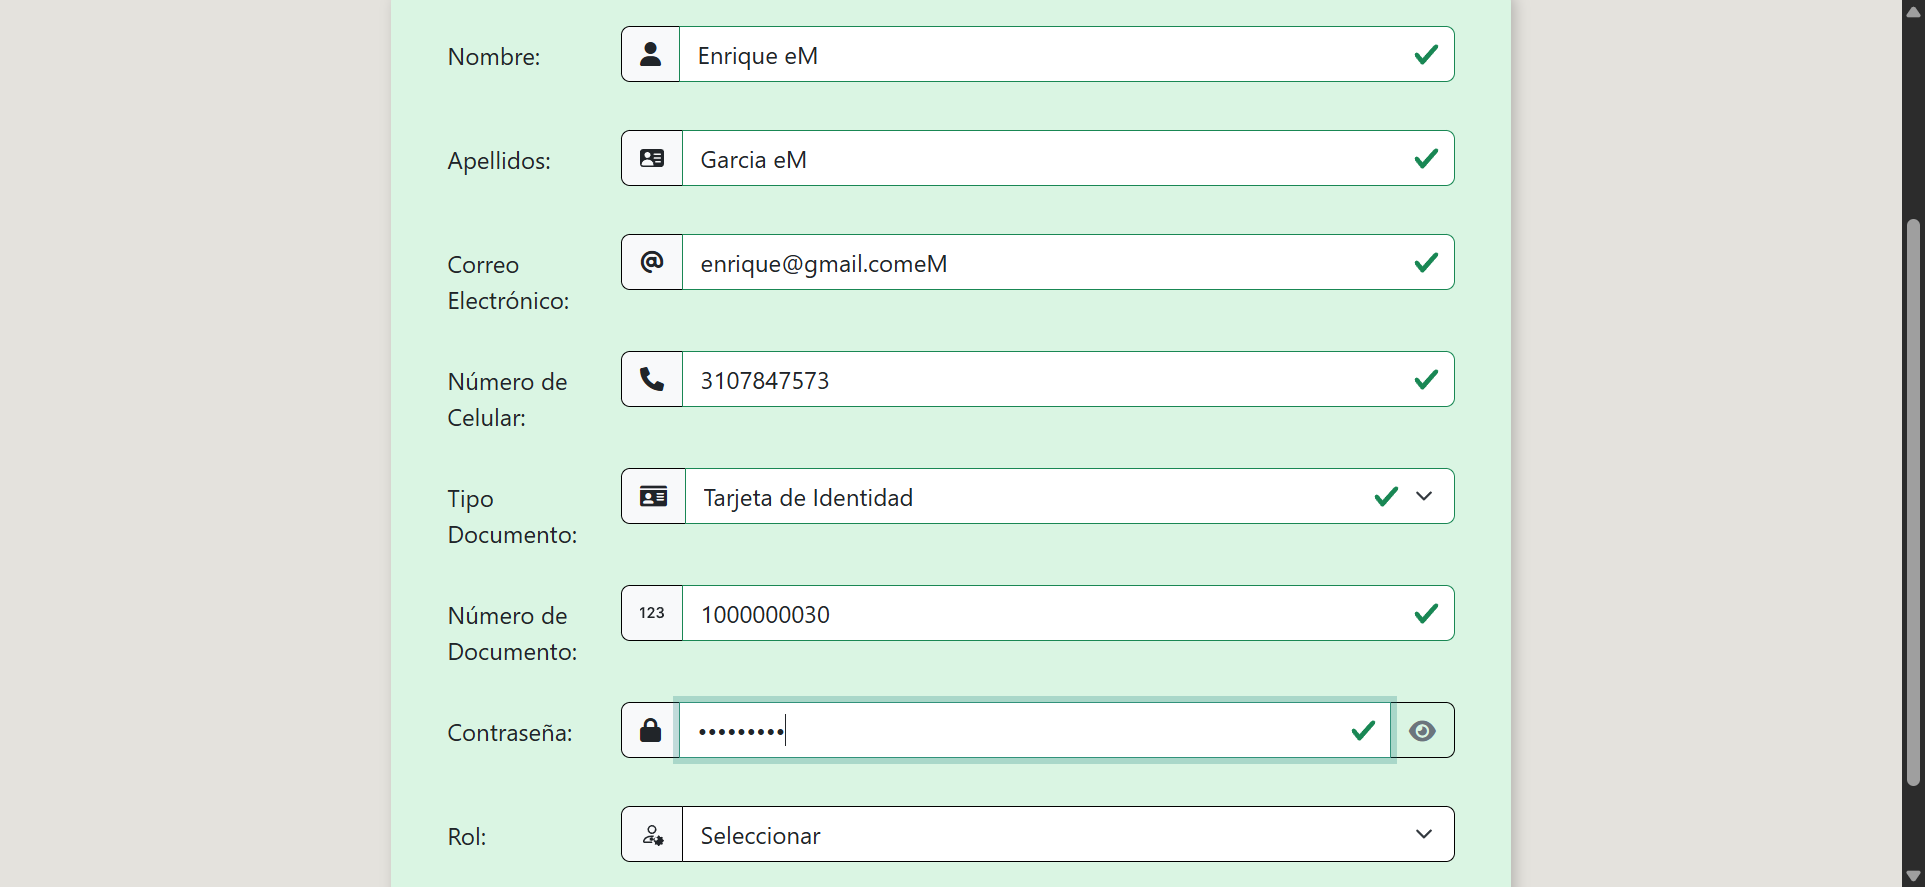 Nombre:
Enrique eM
Apellidos:
Garcia eM
Correo
Electrónico:
enrique@gmail.comeM
Número de
Celular:
3107847573
Tipo
Documento:
Tarjeta de Identidad
Número de
Documento:
123
1000000030
Contraseña:
•••••••••
Rol:
Seleccionar